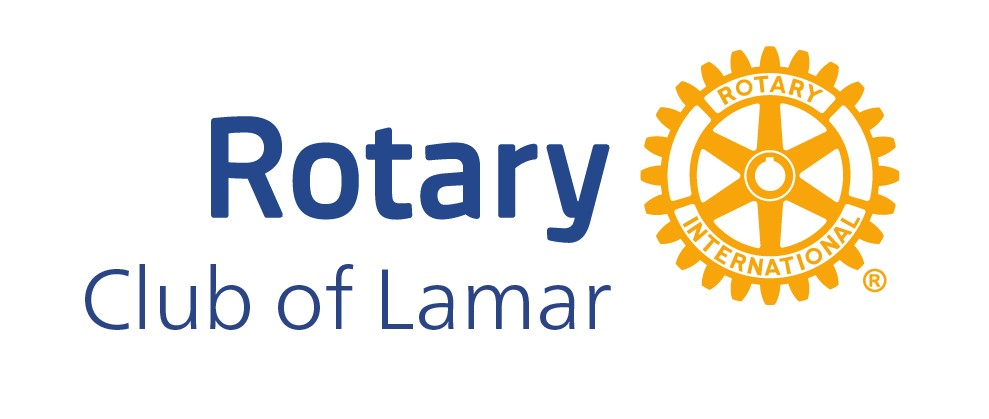 Rotary
Club of Lamar
ROTARY
INTERNATIONAL
®